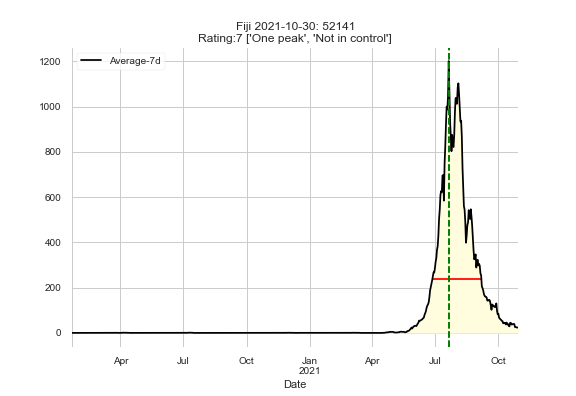 Fiji 2021-10-30: 52141
Rating:7 ['One peak', 'Not in control']
Average-7d
1200
1000
800
600
400
200
0
Apr Jul Oct Jan Apr Jul Oct
2021
Date